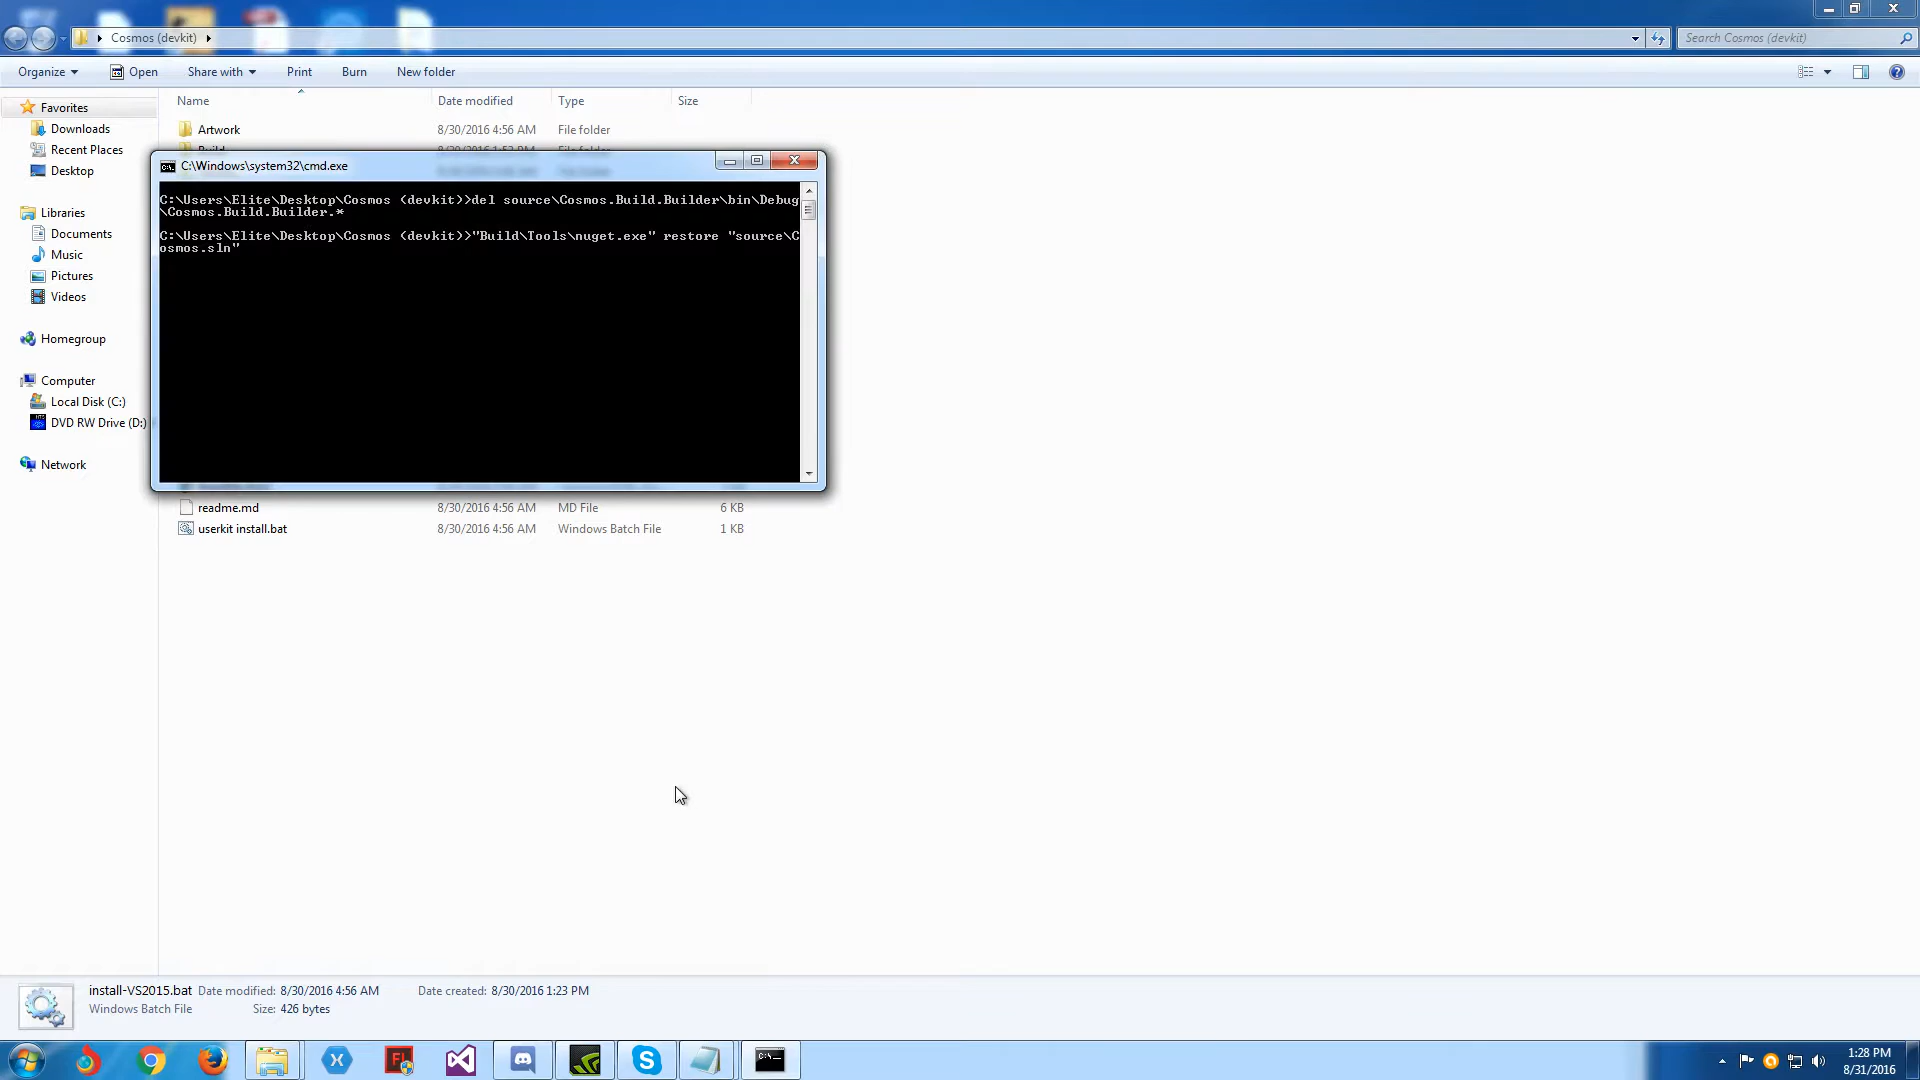 Cosmos (devkit)
Search Cosmos (devkit)
Organize
Open
Share with
Print
Burn
New folder
Name
Date modified
Type
Size
Favorites
Downloads
Recent Places
Desktop
Libraries
Documents
Music
Pictures
Videos
Homegroup
Computer
Local Disk (C:)
DVD RW Drive (D:)
Network
Artwork 8/30/2016 4:56 AM File folder
C:\Windows\system32\cmd.exe
C:\Users\Elite\Desktop\Cosmos (devkit)>del source\Cosmos.Build.Builder\bin\Debug
\Cosmos.Build.Builder.*
C:\Users\Elite\Desktop\Cosmos (devkit)>"Build\Tools\nuget.exe" restore "source\C
osmos.sln"
readme.md 8/30/2016 4:56 AM MD File 6 KB
userkit install.bat 8/30/2016 4:56 AM Windows Batch File 1 KB
install-VS2015.bat Date modified: 8/30/2016 4:56 AM Date created: 8/30/2016 1:23 PM
Windows Batch File Size: 426 bytes
1:28 PM
8/31/2016